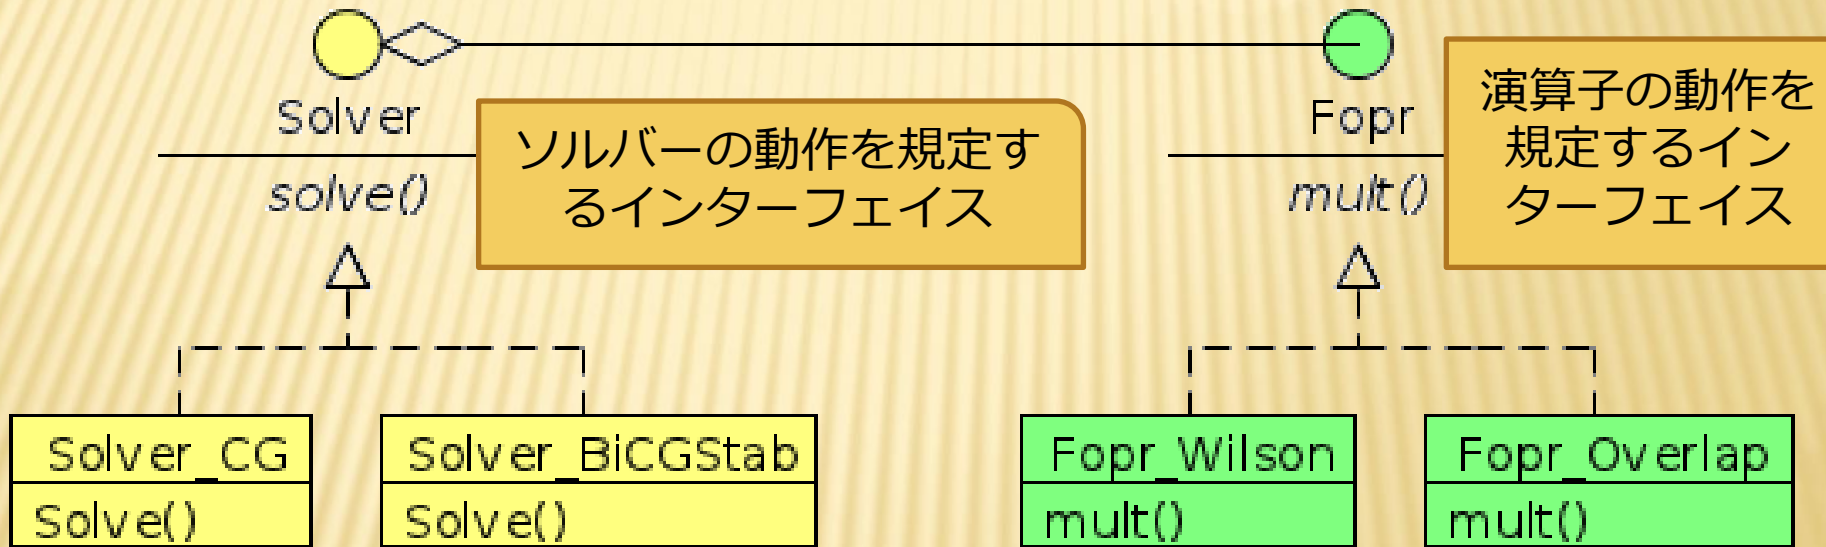 Solver
solve()
ソルバーの動作を規定す
るインターフェイス
Fopr
mult()
演算子の動作を
規定するイン
ターフェイス
Solver_CG
Solve()
Solver_BiCGStab
Solve()
Fopr_Wilson
mult()
Fopr_Overlap
mult()